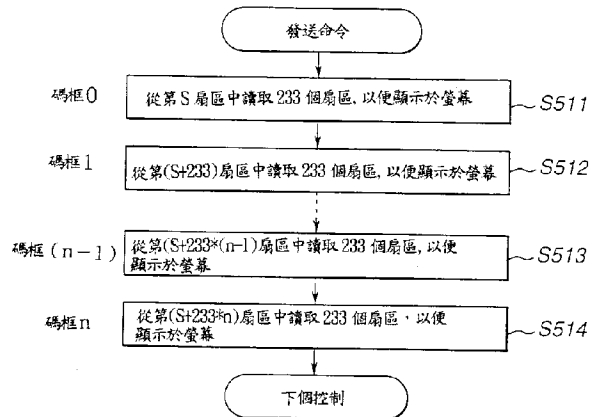 發送命令
碼框0
從第S扇區中讀取233個扇區,以便顯示於螢幕
S511
碼框1
從第(S+233)扇區中讀取233個扇區,以便顯示於螢幕
S512
碼框(n-1)
從第(S+233*(n-1)扇區中讀取233個扇區,以便
顯示於螢幕
S513
碼框n
從第(S+233*n)扇區中讀取233個扇區,以便
顯示於螢幕
S514
下個控制